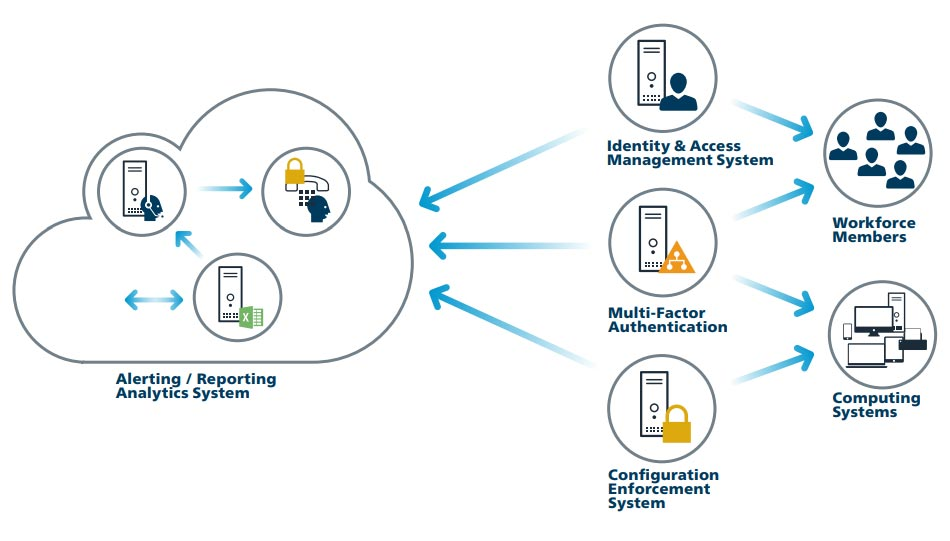 Identity & Access
Management System
Workforce
Members
Multi-Factor
Authentication
X
Alerting / Reporting
Analytics System
Computing
Systems
Configuration
Enforcement
System